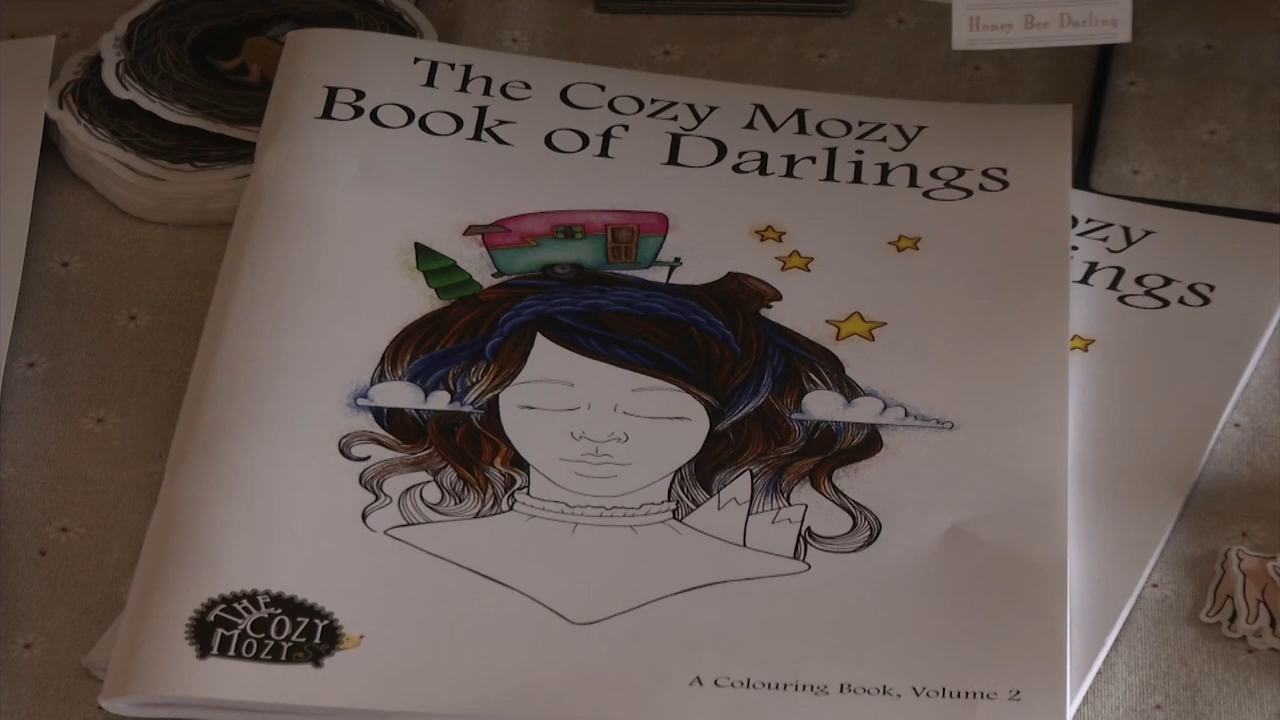 Honey Bee Darling
The Cozy Mozy
Book of Darlings
ozy
ings
THE
COZY
MOZY
A Colouring Book, Volume 2